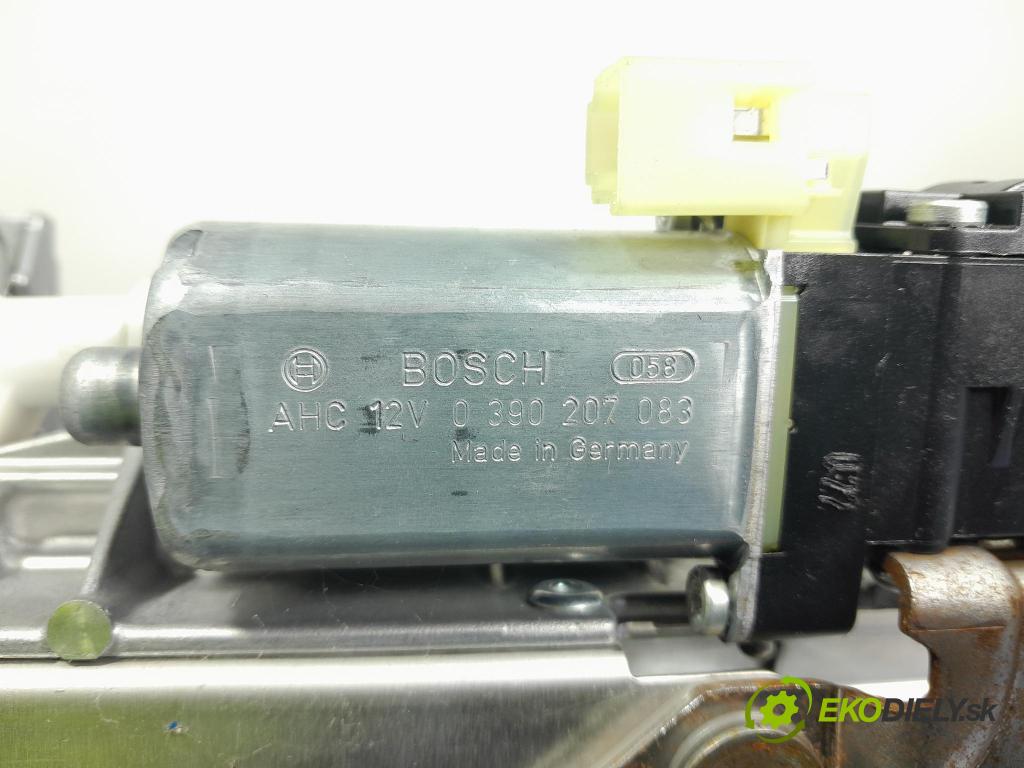 BOSCH 058
AHC 12V 0 390 207 083
Made in Germany
EKODIELY.sk